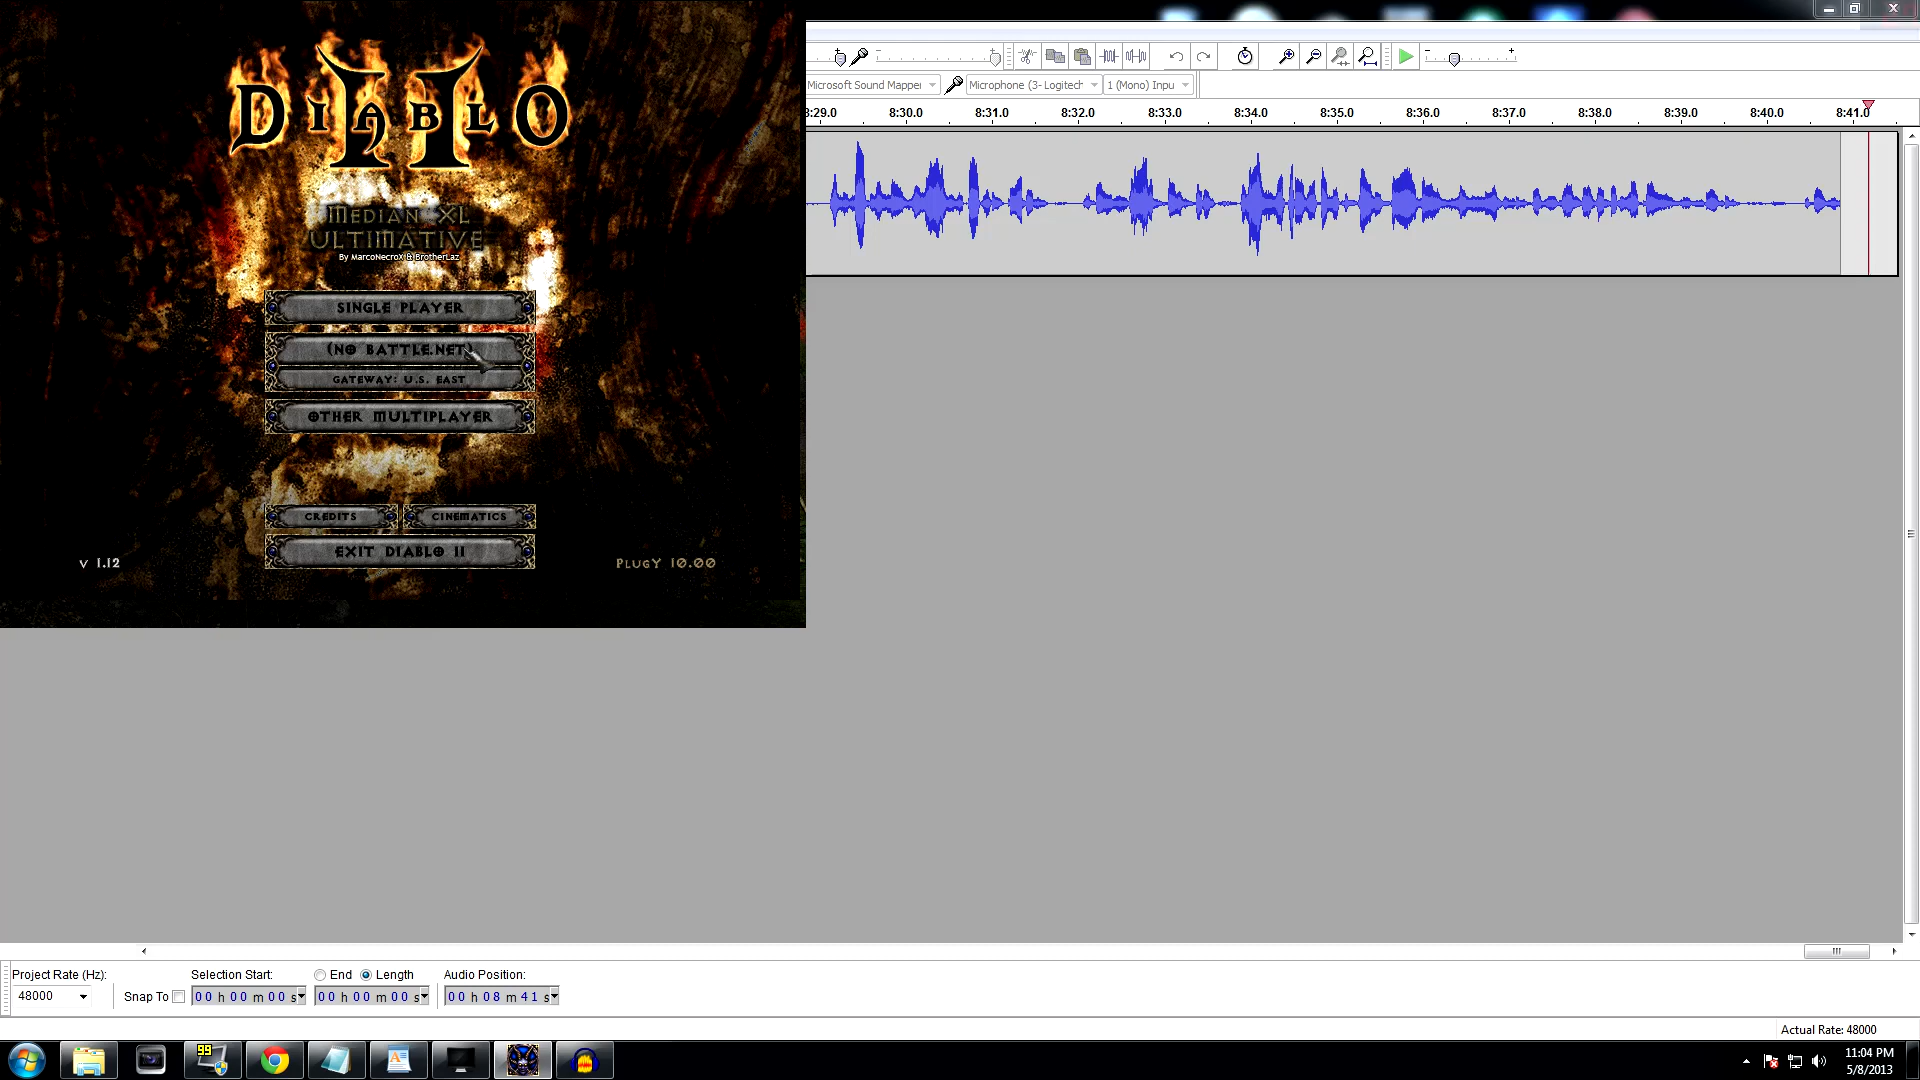 DIABLO
II
MEDIAN XL
ULTIMATIVE
By MarcoNecroX & BrotherLaz
SINGLE PLAYER
(NO BATTLE.NET)
GATEWAY: U.S. EAST
OTHER MULTIPLAYER
CREDITS CINEMATICS
EXIT DIABLO II
V 1.12
PLUGY 10.00
Microsoft Sound Mapper Microphone (3- Logitech 1 (Mono) Inpu
8:29.0 8:30.0 8:31.0 8:32.0 8:33.0 8:34.0 8:35.0 8:36.0 8:37.0 8:38.0 8:39.0 8:40.0 8:41.0
Project Rate (Hz): Selection Start: End Length Audio Position:
48000 Snap To 00 h 00 m 00 s 00 h 00 m 00 s 00 h 08 m 41 s
Actual Rate: 48000
99
11:04 PM
5/8/2013